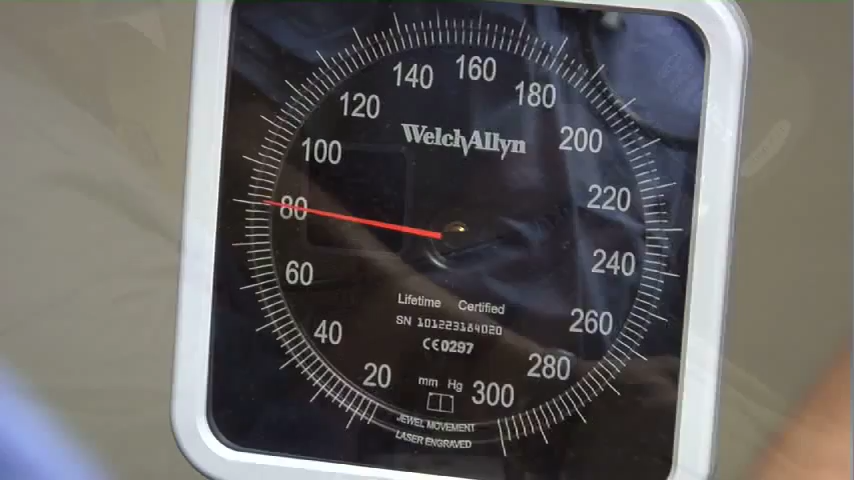 160
140
180
120
WelchAllyn
200
100
220
80
240
60
Lifetime Certified
SN 101223184020
260
40
CE0297
280
20
mm Hg
300
JEWEL MOVEMENT
LASER ENGRAVED